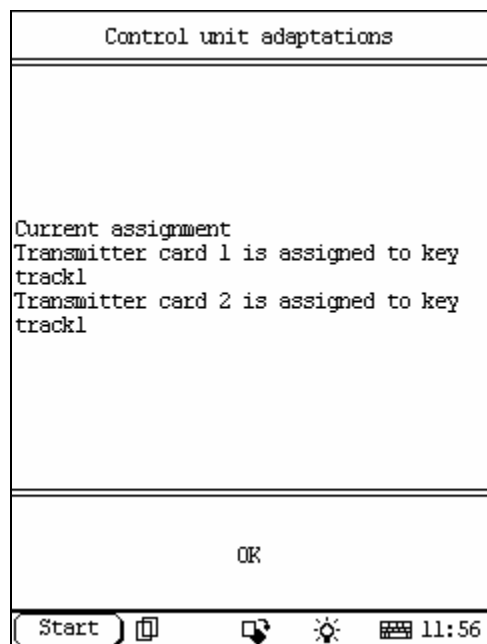 Control unit adaptations
Current assignment
Transmitter card 1 is assigned to key
track1
Transmitter card 2 is assigned to key
track1
OK
Start 11:56